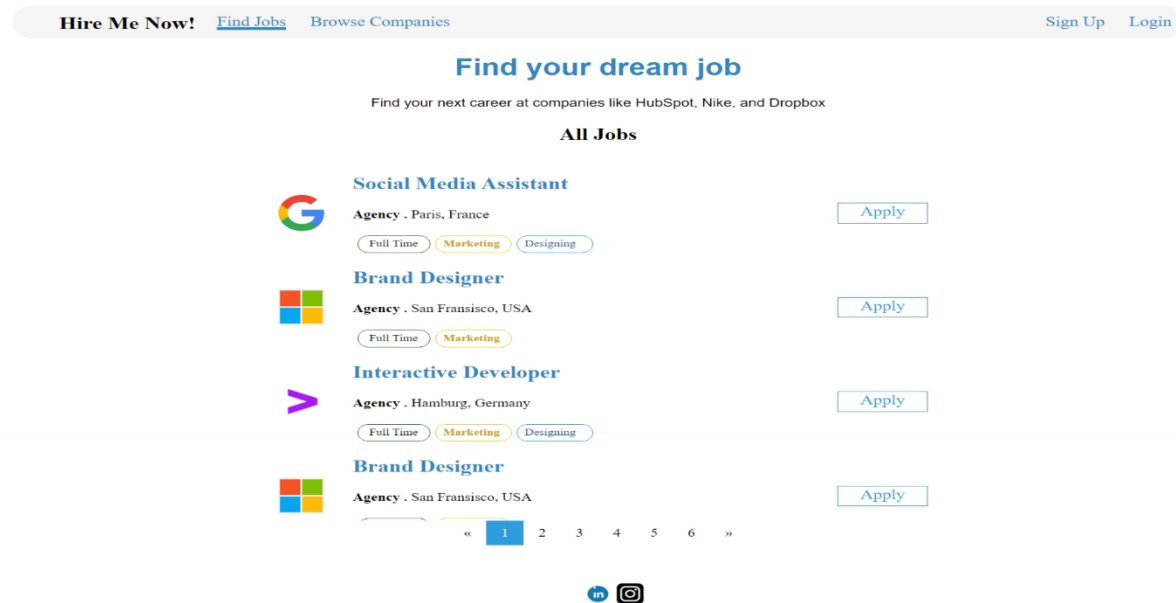 Hire Me Now! Find Jobs Browse Companies Sign Up Login
Find your dream job
Find your next career at companies like HubSpot, Nike, and Dropbox
All Jobs
Social Media Assistant
Agency . Paris, France
Apply
Full Time Marketing Designing
Brand Designer
Agency . San Fransisco, USA
Apply
Full Time Marketing
Interactive Developer
Agency . Hamburg, Germany
Apply
Full Time Marketing Designing
Brand Designer
Agency . San Fransisco, USA
Apply
« 1 2 3 4 5 6 »
in